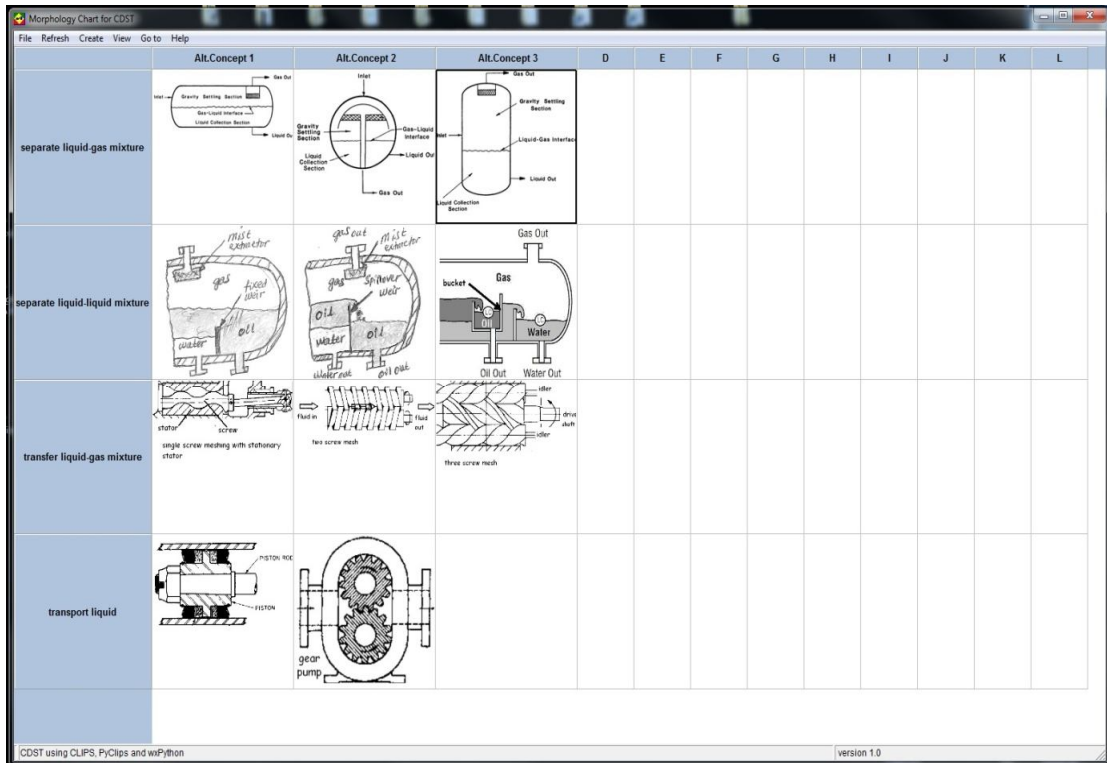 Morphology Chart for CDST
File Refresh Create View Go to Help
Alt.Concept 1 Alt.Concept 2 Alt.Concept 3 D E F G H I J K L
separate liquid-gas mixture
Gas Out
Inlet
Gravity Settling Section
Gas-Liquid Interface
Liquid Collection Section
Liquid Out
Inlet
Gravity
Settling
Section
Gas-Liquid
Interface
Liquid
Collection
Section
Liquid Out
Gas Out
Gas Out
Gravity Settling
Section
Inlet
Liquid-Gas Interface
Liquid Out
Liquid Collection
Section
separate liquid-liquid mixture
mist
extractor
gas
fixed
weir
water
oil
gas out
mist
extractor
gas
Spillover
weir
oil
water
oil
Water out
oil out
Gas Out
bucket
Gas
LC
Oil
LC
Water
Oil Out
Water Out
transfer liquid-gas mixture
stator
screw
single screw meshing with stationary
stator
fluid in
fluid
out
two screw mesh
idler
drive
shaft
idler
three screw mesh
transport liquid
PISTON ROD
PISTON
gear
pump
CDST using CLIPS, PyClips and wxPython
version 1.0